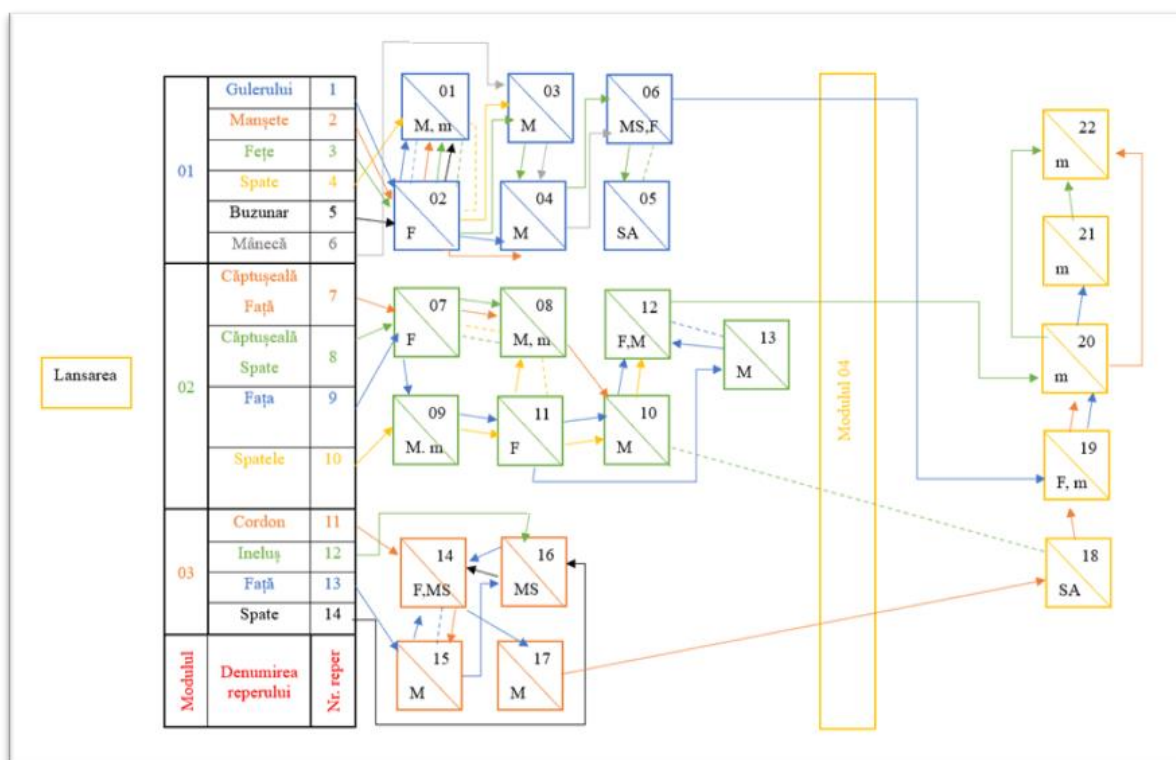 Lansarea
01
Gulerului 1
Manșete 2
Fețe 3
Spate 4
Buzunar 5
Mânecă 6
02
Căptușeală
Față
7
Căptușeală
Spate
8
Fața 9
Spatele 10
03
Cordon 11
Ineluș 12
Față 13
Spate 14
Modulul
Denumirea
reperului
Nr. reper
01
M, m
03
M
06
MS,F
02
F
04
M
05
SA
07
F
08
M, m
12
F,M
13
M
09
M. m
11
F
10
M
14
F,MS
16
MS
15
M
17
M
Modulul 04
22
m
21
m
20
m
19
F, m
18
SA